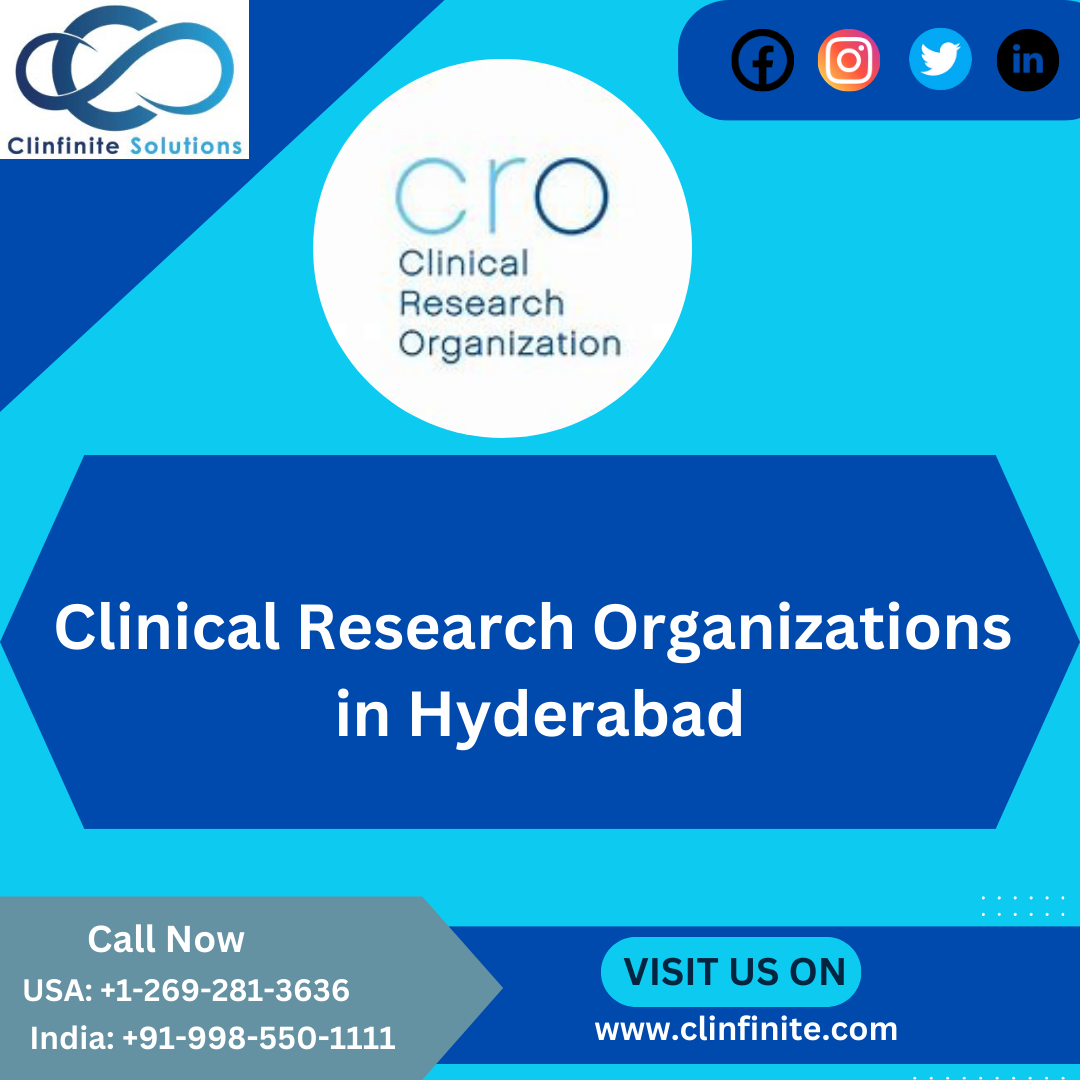 Clinfinite Solutions
cro
Clinical
Research
Organization
Clinical Research Organizations
in Hyderabad
Call Now
USA: +1-269-281-3636
India: +91-998-550-1111
VISIT US ON
www.clinfinite.com